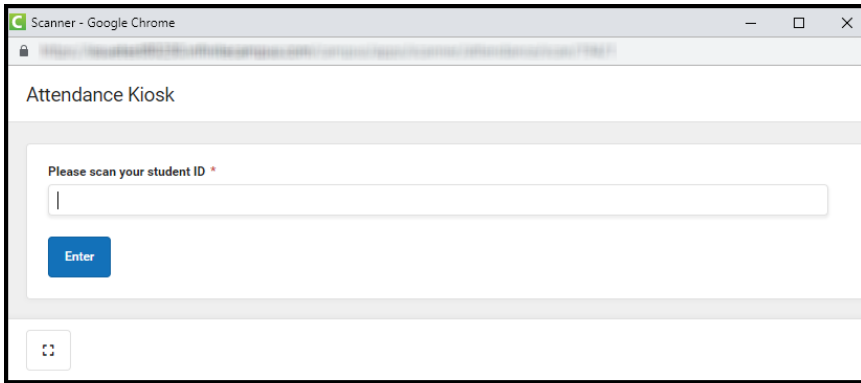 Scanner - Google Chrome
Attendance Kiosk
Please scan your student ID *
Enter